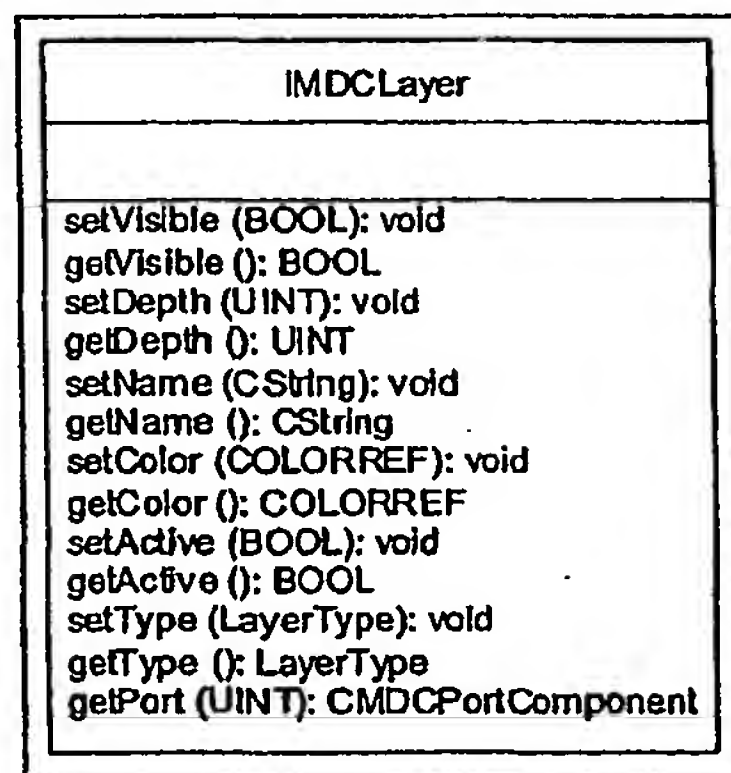 IMDCLayer
setVisible (BOOL): void
getVisible (): BOOL
setDepth (UINT): void
getDepth (): UINT
setName (CString): void
getName (): CString
setColor (COLORREF): void
getColor (): COLORREF
setActive (BOOL): void
getActive (): BOOL
setType (LayerType): void
getType (): LayerType
getPort (UINT): CMDCPortComponent